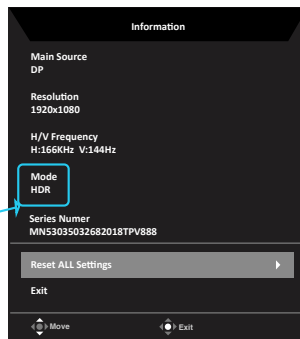 Information
Main Source
DP
Resolution
1920x1080
H/V Frequency
H:166KHz V:144Hz
Mode
HDR
Series Numer
MN53035032682018TPV888
Reset ALL Settings
Exit
Move Exit